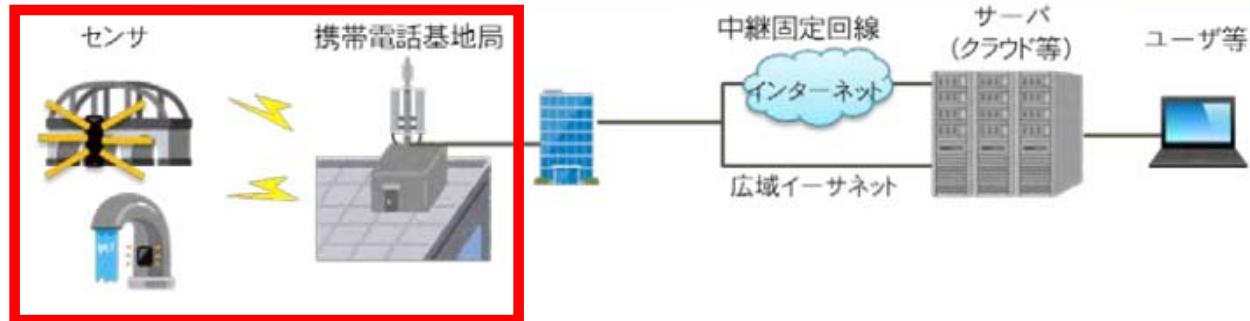 センサ
携帯電話基地局
中継固定回線
インターネット
広域イーサネット
サーバ
(クラウド等)
ユーザ等